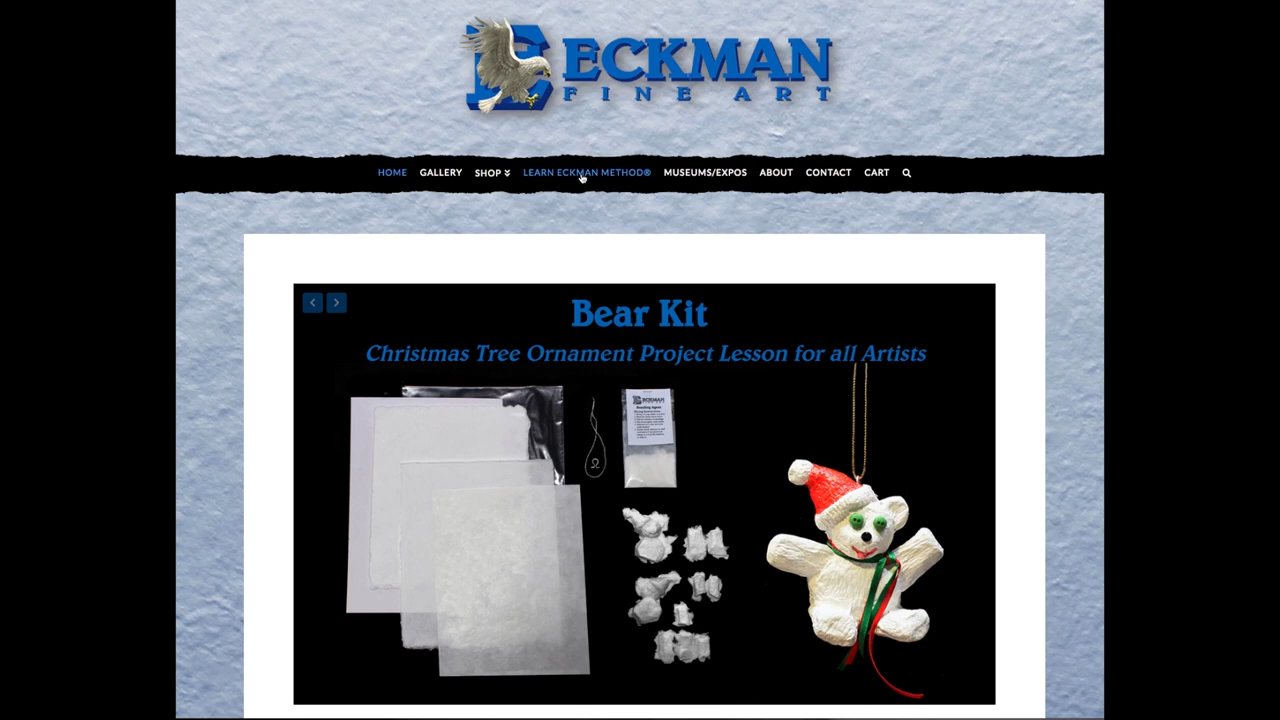 ECKMAN
FINE ART
HOME GALLERY SHOP LEARN ECKMAN METHOD® MUSEUMS/EXPOS ABOUT CONTACT CART
Bear Kit
Christmas Tree Ornament Project Lesson for all Artists
ECKMAN